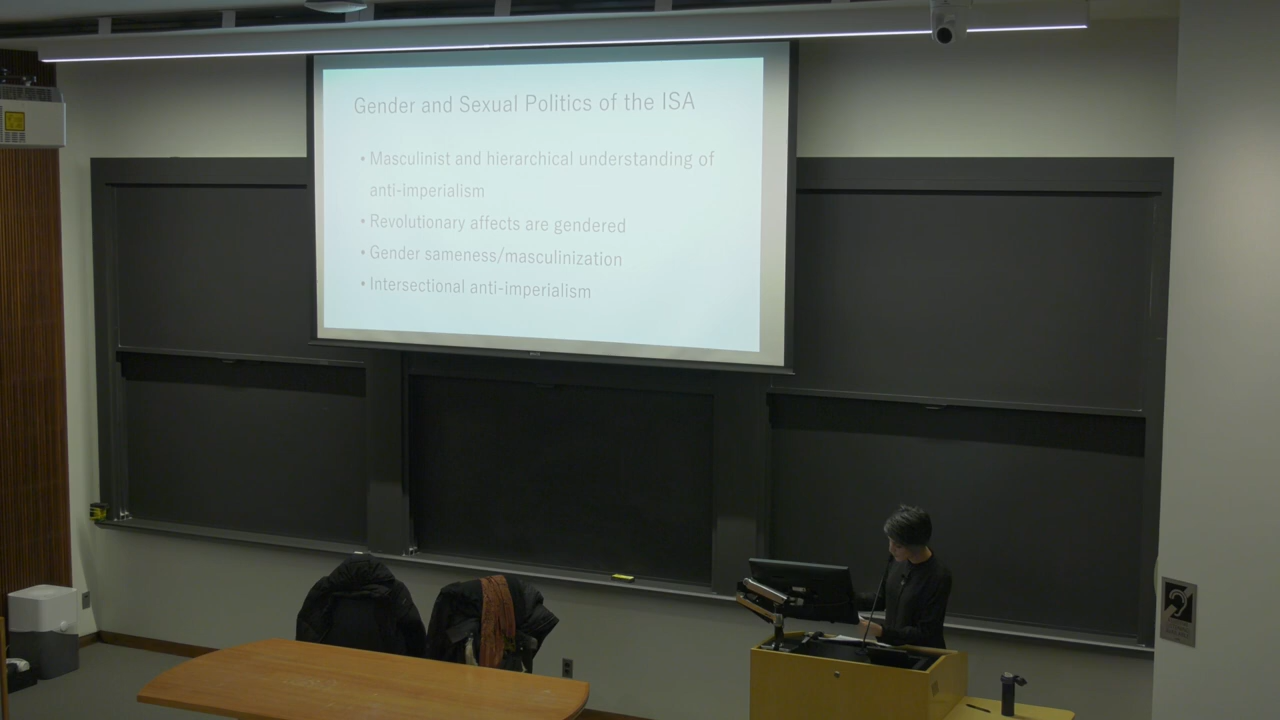 Gender and Sexual Politics of the ISA
• Masculinist and hierarchical understanding of
anti-imperialism
• Revolutionary affects are gendered
• Gender sameness/masculinization
• Intersectional anti-imperialism